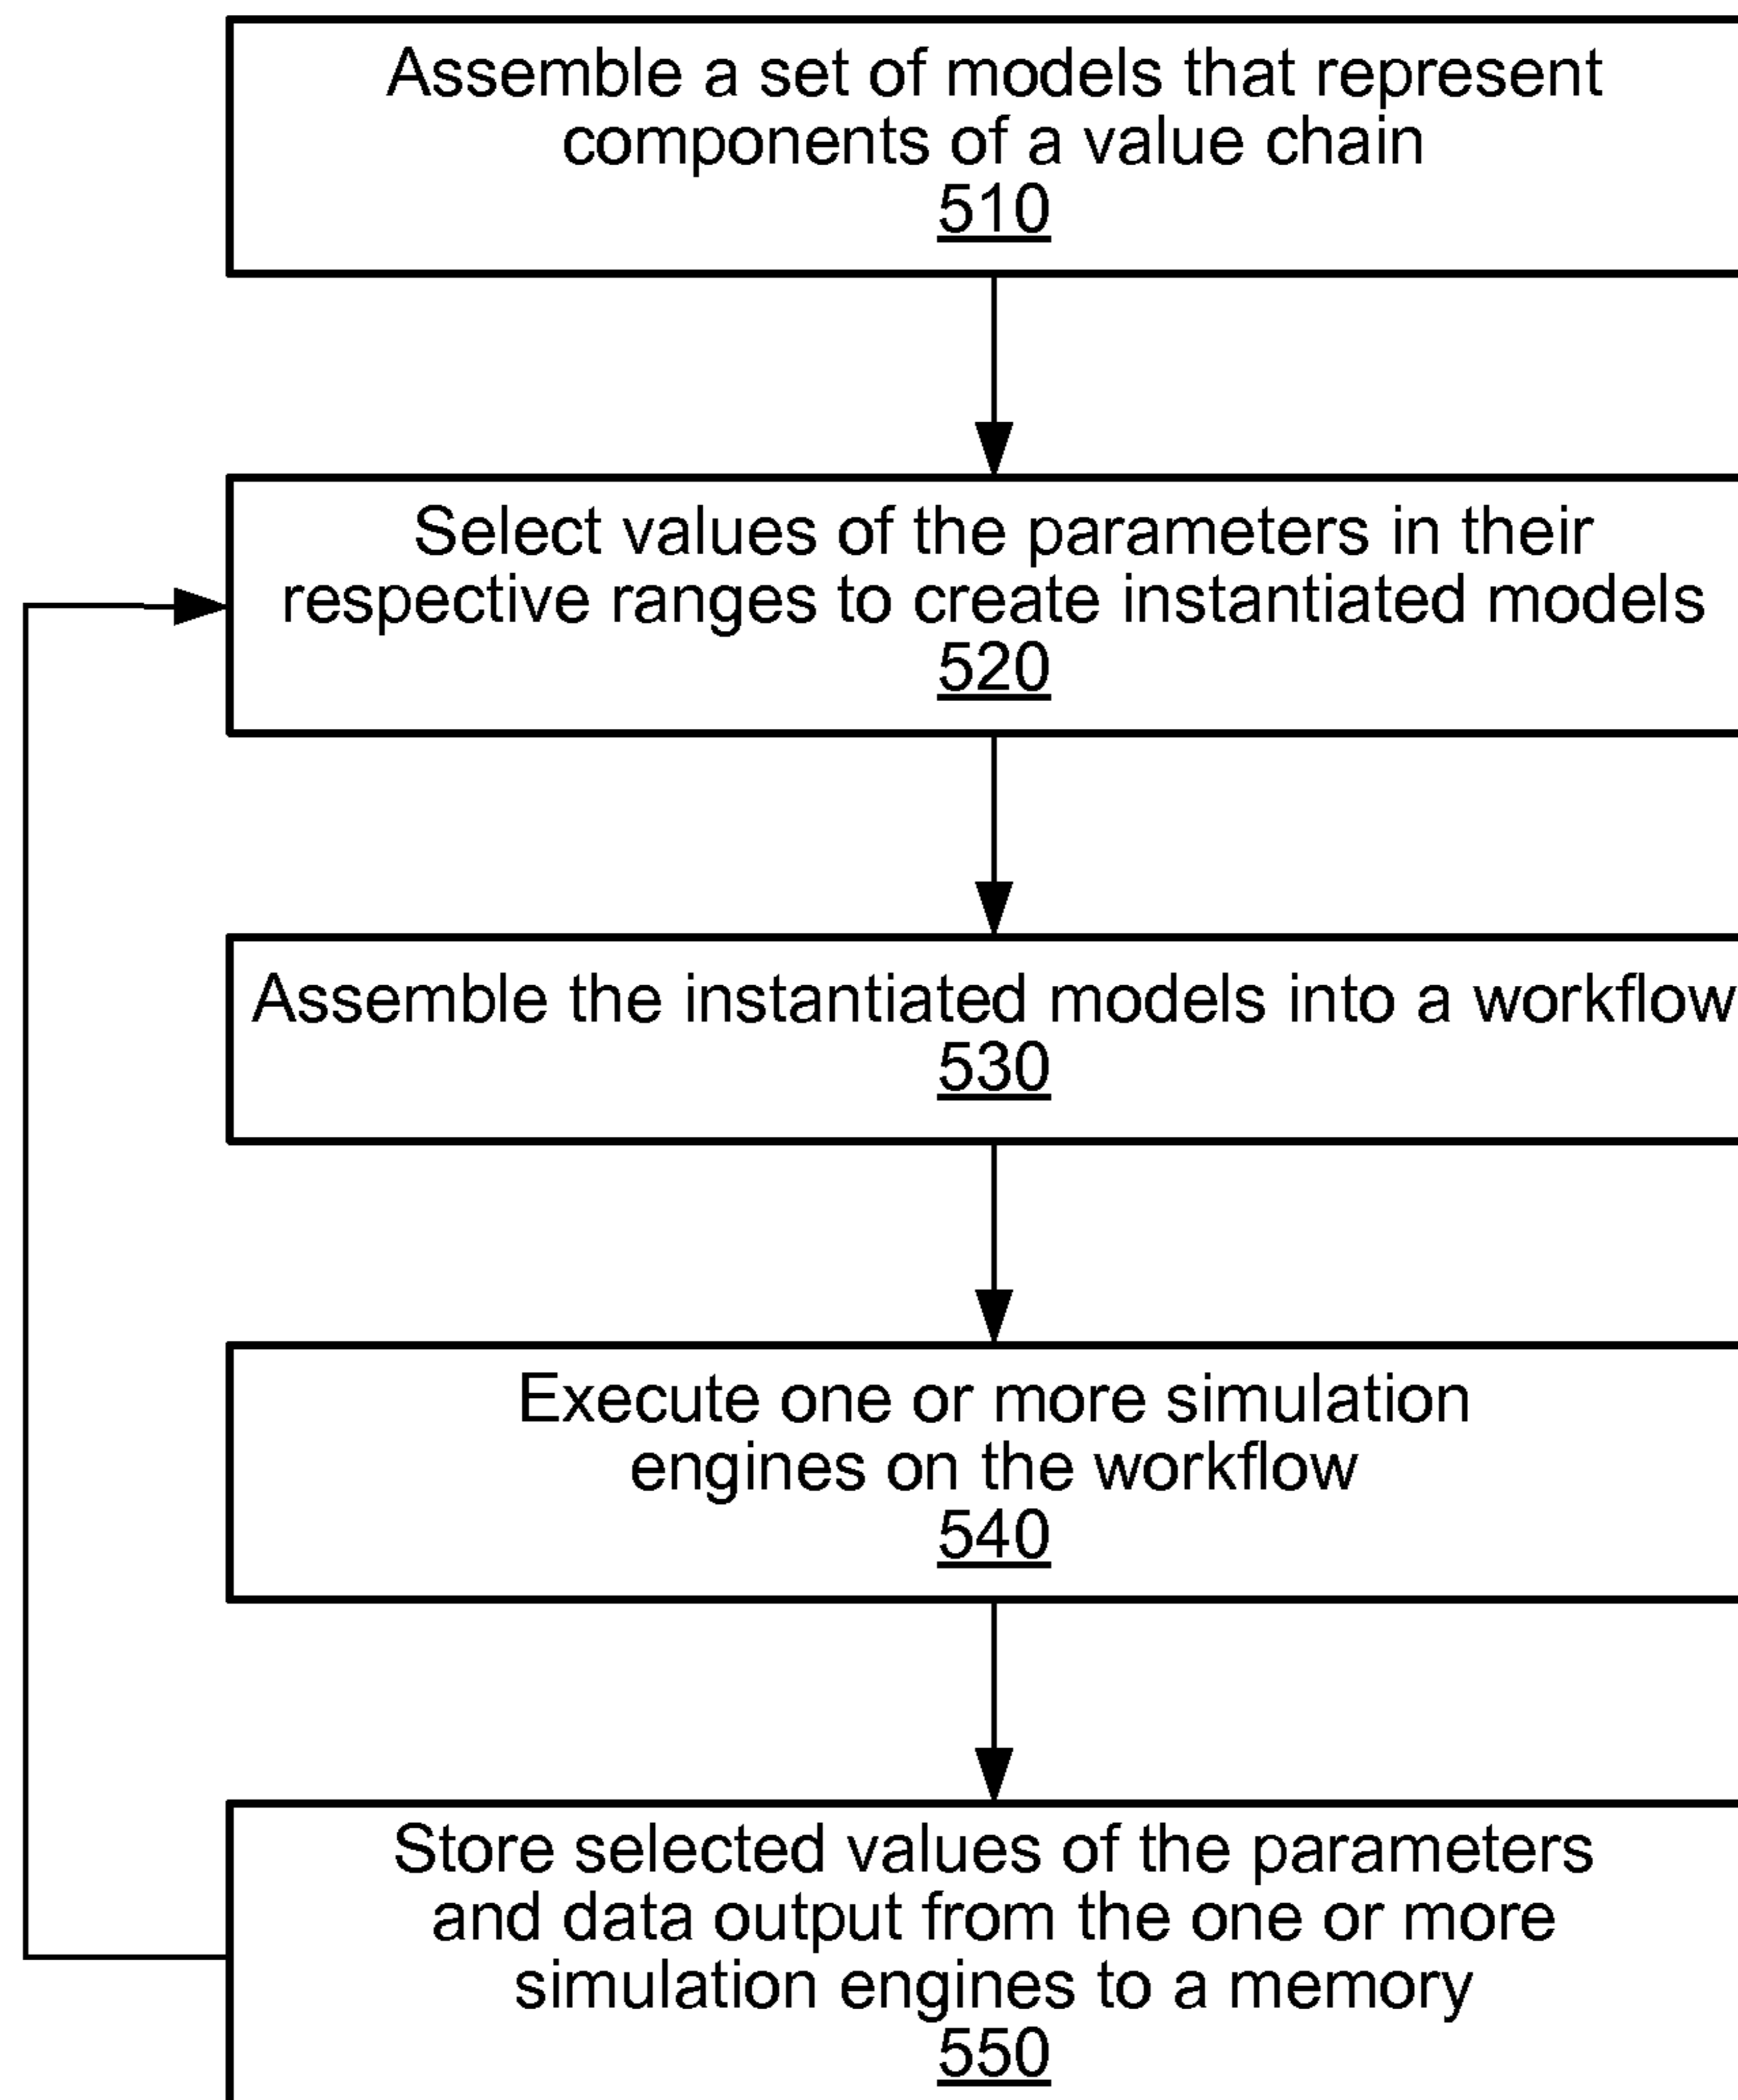 Assemble a set of models that represent
components of a value chain
510
Select values of the parameters in their
respective ranges to create instantiated models
520
Assemble the instantiated models into a workflow
530
Execute one or more simulation
engines on the workflow
540
Store selected values of the parameters
and data output from the one or more
simulation engines to a memory
550